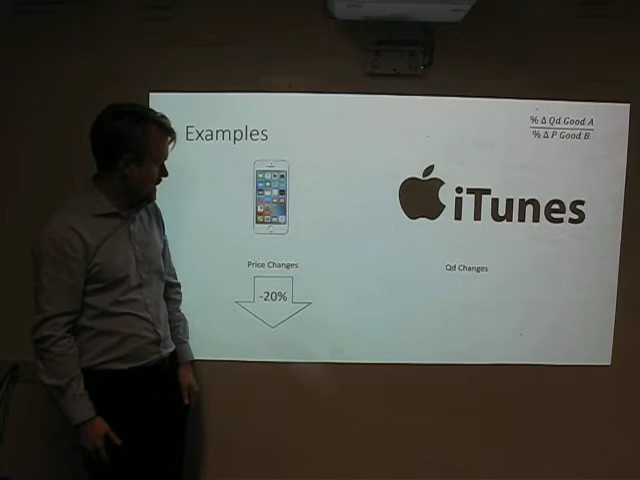 Examples
% Δ Qd Good A
% Δ P Good B
iTunes
Price Changes
Qd Changes
-20%